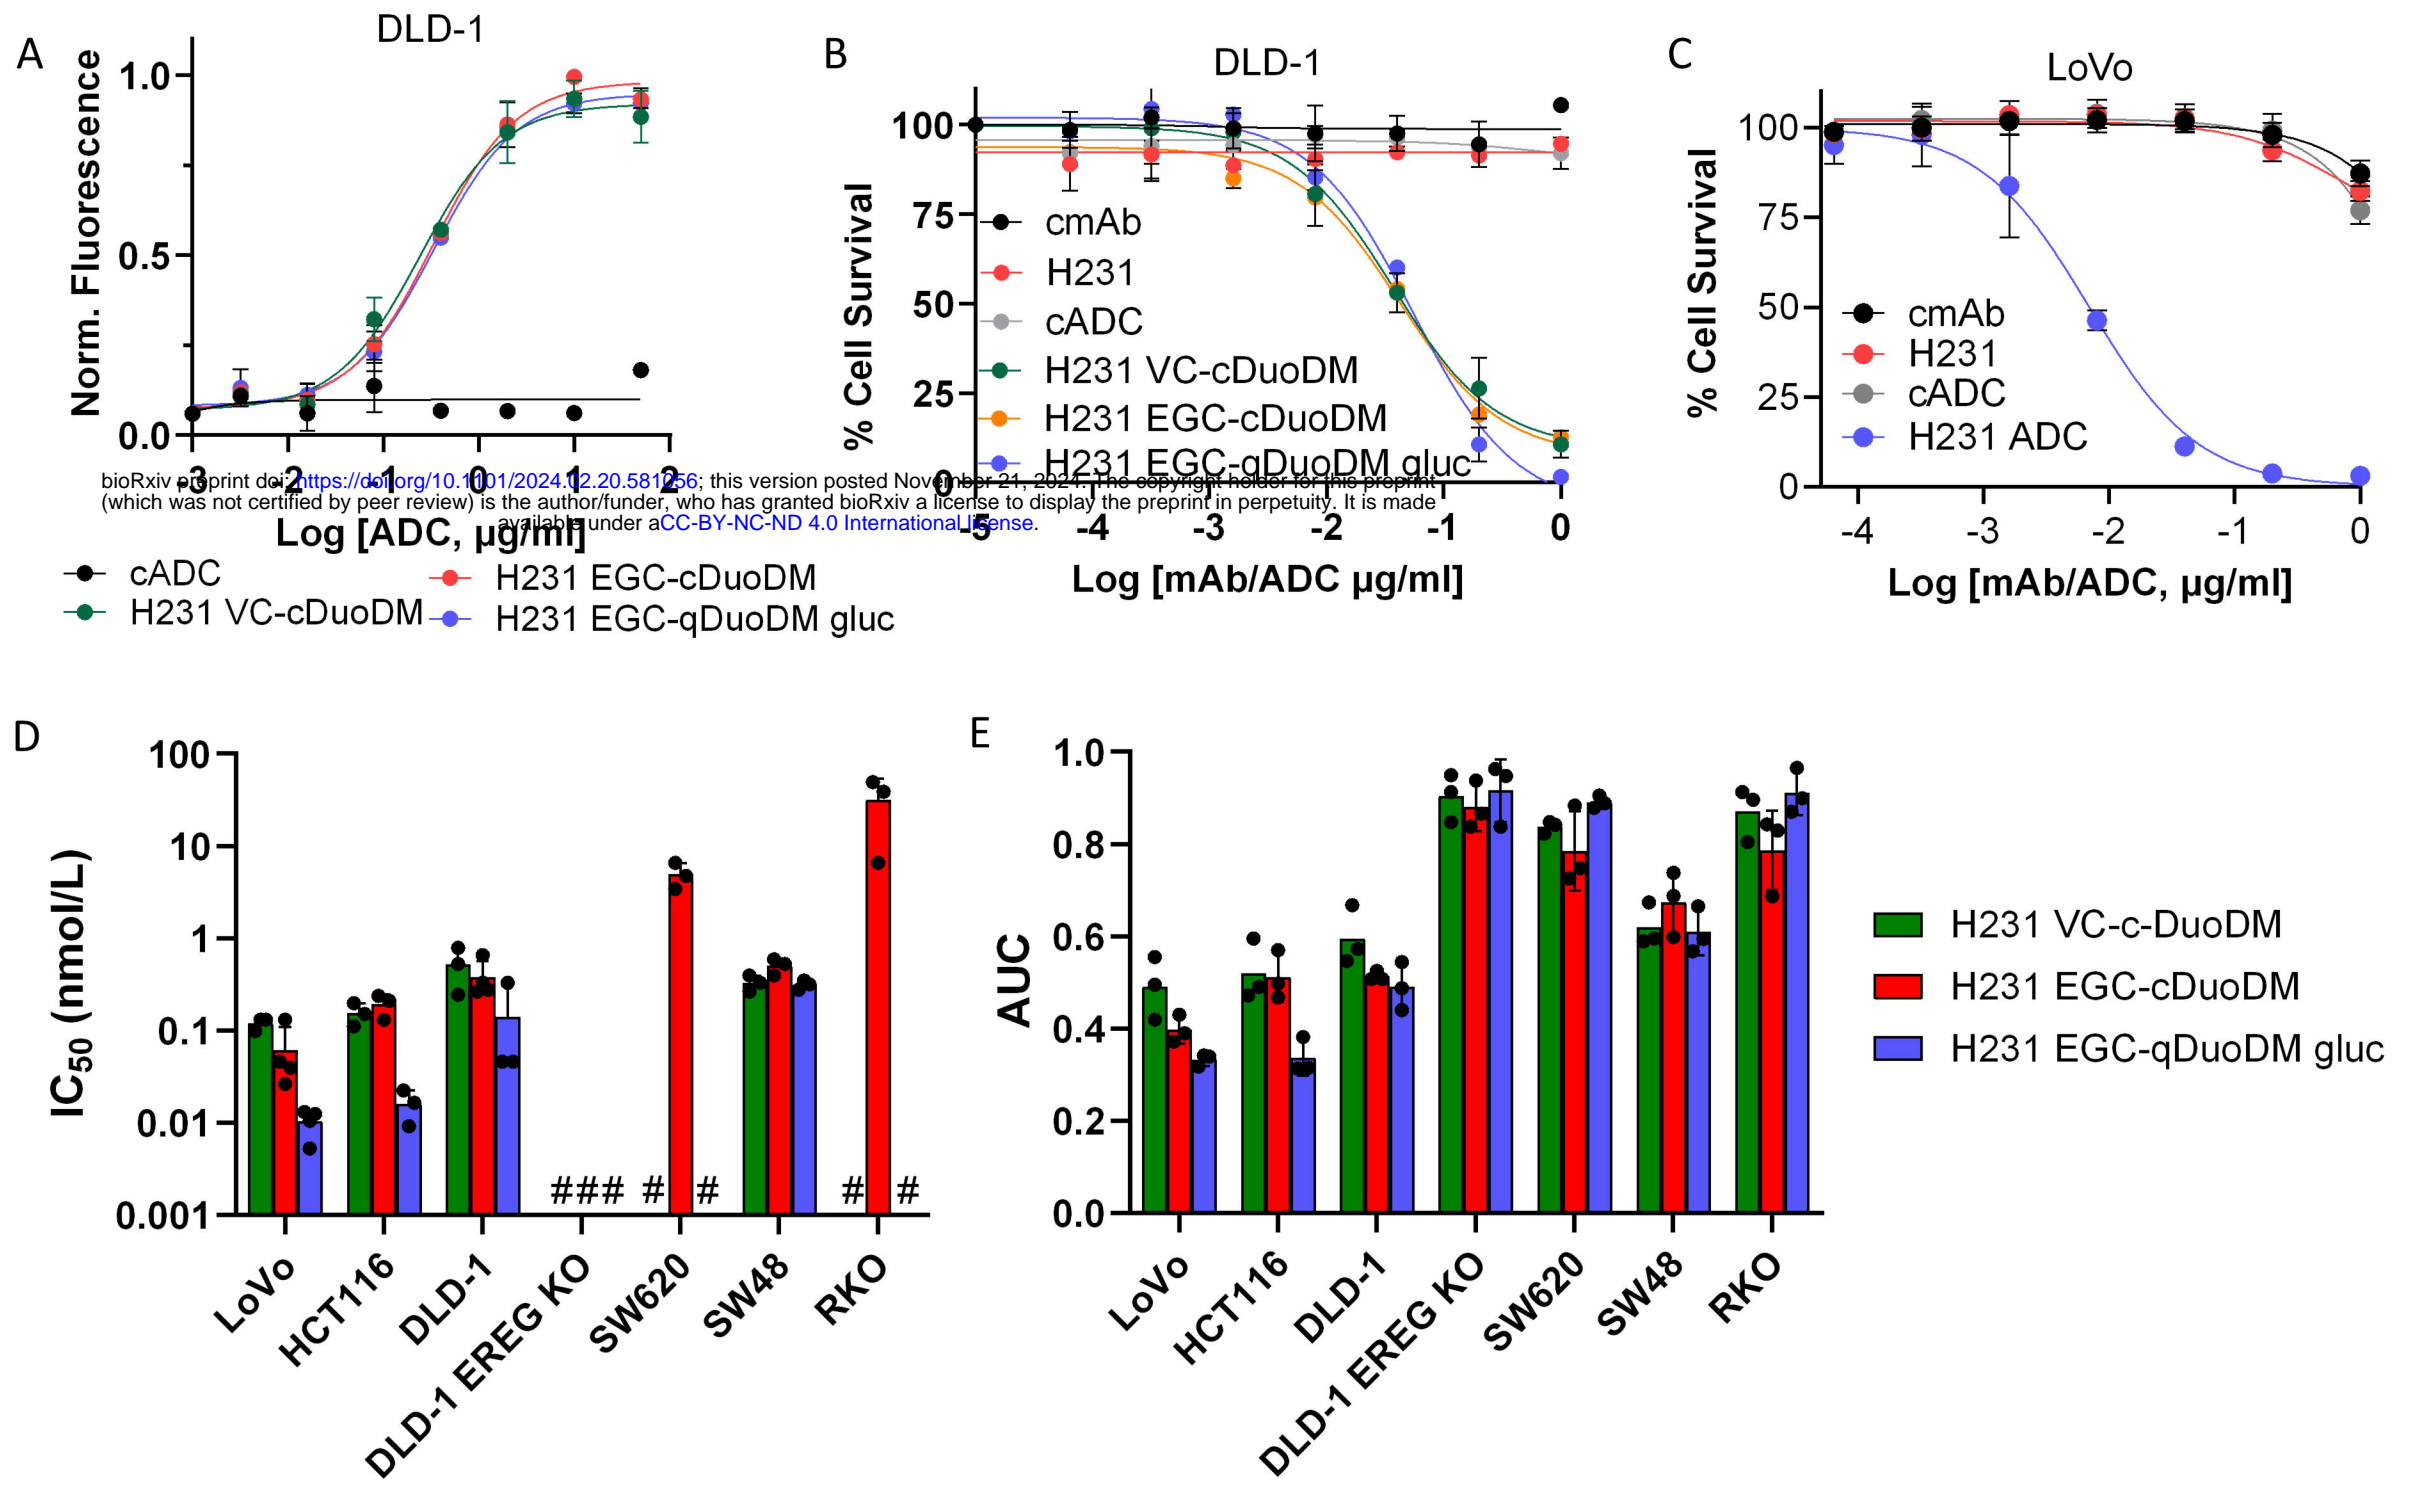 A
DLD-1
Norm. Fluorescence
1.0
0.5
0.0
-3 -2 -1 0 1 2
Log [ADC, µg/ml]
cADC
H231 VC-cDuoDM
H231 EGC-cDuoDM
H231 EGC-qDuoDM gluc
B
DLD-1
% Cell Survival
100
75
50
25
0
cmAb
H231
cADC
H231 VC-cDuoDM
H231 EGC-cDuoDM
H231 EGC-qDuoDM gluc
-5 -4 -3 -2 -1 0
Log [mAb/ADC µg/ml]
C
LoVo
% Cell Survival
100
75
50
25
0
cmAb
H231
cADC
H231 ADC
-4 -3 -2 -1 0
Log [mAb/ADC, µg/ml]
bioRxiv preprint doi: https://doi.org/10.1101/2024.02.20.581056; this version posted November 21, 2024. The copyright holder for this preprint
(which was not certified by peer review) is the author/funder, who has granted bioRxiv a license to display the preprint in perpetuity. It is made
available under aCC-BY-NC-ND 4.0 International license.
D
IC50 (nmol/L)
100
10
1
0.1
0.01
0.001
### # # # #
LoVo
HCT116
DLD-1
DLD-1 EREG KO
SW620
SW48
RKO
E
AUC
1.0
0.8
0.6
0.4
0.2
0.0
LoVo
HCT116
DLD-1
DLD-1 EREG KO
SW620
SW48
RKO
H231 VC-c-DuoDM
H231 EGC-cDuoDM
H231 EGC-qDuoDM gluc